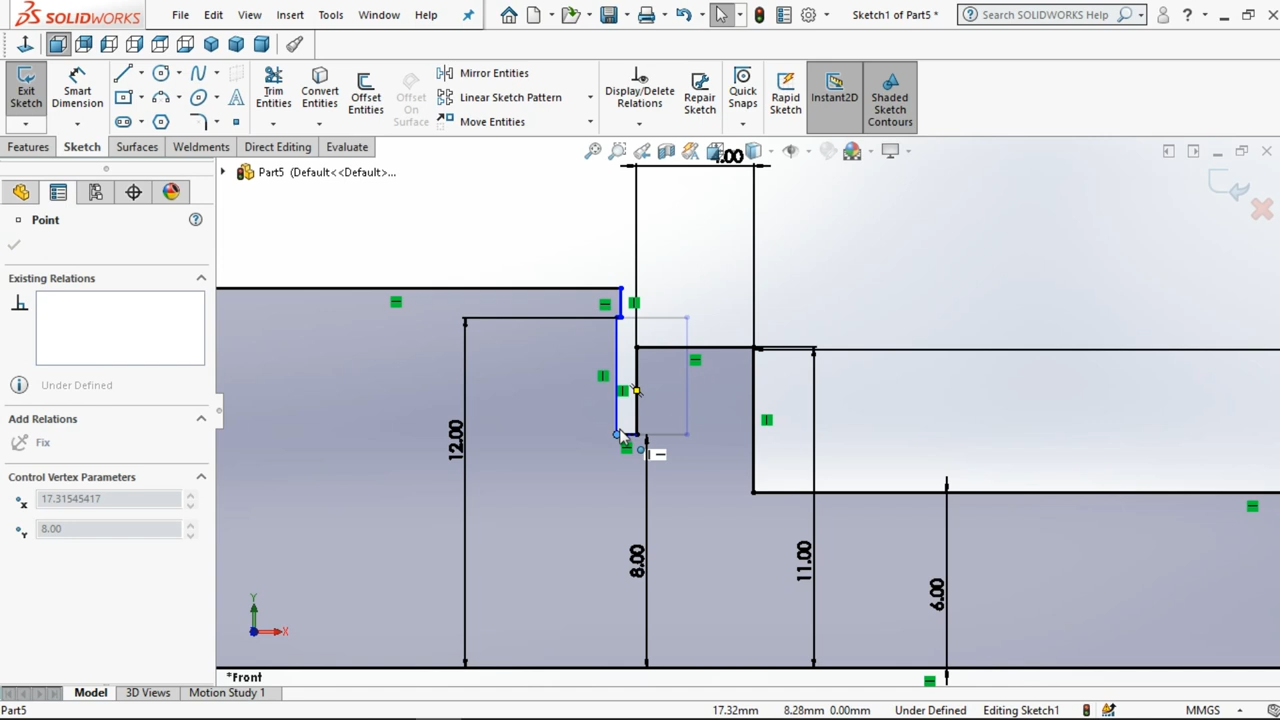 SOLIDWORKS File Edit View Insert Tools Window Help Sketch1 of Part5 * Search SOLIDWORKS Help ?
Exit Sketch
Smart Dimension
Trim Entities
Convert Entities
Offset Entities
Offset On Surface
Mirror Entities
Linear Sketch Pattern
Move Entities
Display/Delete Relations
Repair Sketch
Quick Snaps
Rapid Sketch
Instant2D
Shaded Sketch Contours
Features Sketch Surfaces Weldments Direct Editing Evaluate
Part5 (Default<<Default>...
4.00
Point
Existing Relations
Under Defined
Add Relations
Fix
Control Vertex Parameters
17.31545417
8.00
12.00
8.00
11.00
6.00
Y
X
*Front
Model 3D Views Motion Study 1
Part5 17.32mm 8.28mm 0.00mm Under Defined Editing Sketch1 MMGS